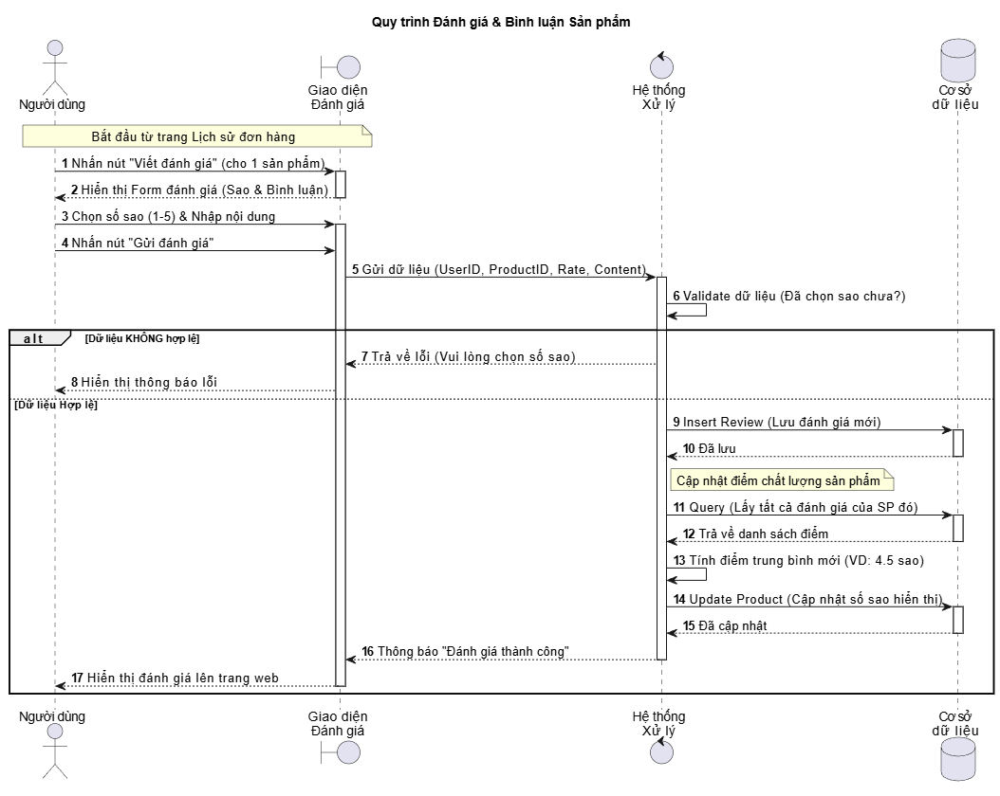 Quy trình Đánh giá & Bình luận Sản phẩm
Người dùng
Giao diện
Đánh giá
Hệ thống
Xử lý
Cơ sở
dữ liệu
Bắt đầu từ trang Lịch sử đơn hàng
1 Nhấn nút "Viết đánh giá" (cho 1 sản phẩm)
2 Hiển thị Form đánh giá (Sao & Bình luận)
3 Chọn số sao (1-5) & Nhập nội dung
4 Nhấn nút "Gửi đánh giá"
5 Gửi dữ liệu (UserID, ProductID, Rate, Content)
6 Validate dữ liệu (Đã chọn sao chưa?)
alt [Dữ liệu KHÔNG hợp lệ]
7 Trả về lỗi (Vui lòng chọn số sao)
8 Hiển thị thông báo lỗi
[Dữ liệu Hợp lệ]
9 Insert Review (Lưu đánh giá mới)
10 Đã lưu
Cập nhật điểm chất lượng sản phẩm
11 Query (Lấy tất cả đánh giá của SP đó)
12 Trả về danh sách điểm
13 Tính điểm trung bình mới (VD: 4.5 sao)
14 Update Product (Cập nhật số sao hiển thị)
15 Đã cập nhật
16 Thông báo "Đánh giá thành công"
17 Hiển thị đánh giá lên trang web
Người dùng
Giao diện
Đánh giá
Hệ thống
Xử lý
Cơ sở
dữ liệu